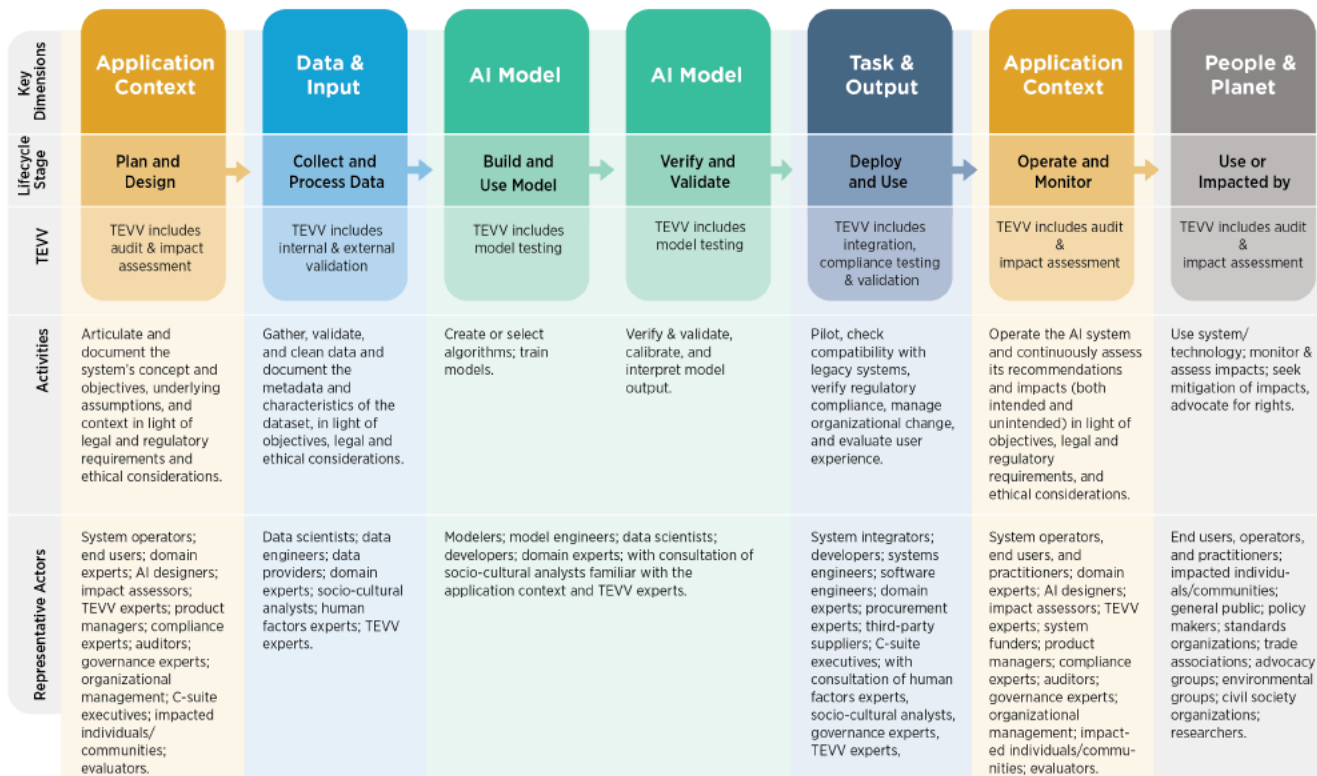 Key
Dimensions
Application
Context
Data &
Input
AI Model
AI Model
Task &
Output
Application
Context
People &
Planet
Lifecycle
Stage
Plan and
Design
Collect and
Process Data
Build and
Use Model
Verify and
Validate
Deploy
and Use
Operate and
Monitor
Use or
Impacted by
TEVV
TEVV includes
audit & impact
assessment
TEVV includes
internal & external
validation
TEVV includes
model testing
TEVV includes
model testing
TEVV includes
integration,
compliance testing
& validation
TEVV includes audit
&
impact assessment
TEVV includes audit
&
impact assessment
Activities
Articulate and
document the
system's concept and
objectives, underlying
assumptions, and
context in light of
legal and regulatory
requirements and
ethical considerations.
Gather, validate,
and clean data and
document the
metadata and
characteristics of the
dataset, in light of
objectives, legal and
ethical considerations.
Create or select
algorithms; train
models.
Verify & validate,
calibrate, and
interpret model
output.
Pilot, check
compatibility with
legacy systems,
verify regulatory
compliance, manage
organizational change,
and evaluate user
experience.
Operate the AI system
and continuously assess
its recommendations
and impacts (both
intended and
unintended) in light of
objectives, legal and
regulatory
requirements, and
ethical considerations.
Use system/
technology; monitor &
assess impacts; seek
mitigation of impacts,
advocate for rights.
Representative Actors
System operators;
end users; domain
experts; AI designers;
impact assessors;
TEVV experts; product
managers; compliance
experts; auditors;
governance experts;
organizational
management; C-suite
executives; impacted
individuals/
communities;
evaluators.
Data scientists; data
engineers; data
providers; domain
experts; socio-cultural
analysts; human
factors experts; TEVV
experts.
Modelers; model engineers; data scientists;
developers; domain experts; with consultation of
socio-cultural analysts familiar with the
application context and TEVV experts.
System integrators;
developers; systems
engineers; software
engineers; domain
experts; procurement
experts; third-party
suppliers; C-suite
executives; with
consultation of human
factors experts,
socio-cultural analysts,
governance experts,
TEVV experts,
System operators,
end users, and
practitioners; domain
experts; AI designers;
impact assessors; TEVV
experts; system
funders; product
managers; compliance
experts; auditors;
governance experts;
organizational
management; impact-
ed individuals/commu-
nities; evaluators.
End users, operators,
and practitioners;
impacted individu-
als/communities;
general public; policy
makers; standards
organizations; trade
associations; advocacy
groups; environmental
groups; civil society
organizations;
researchers.